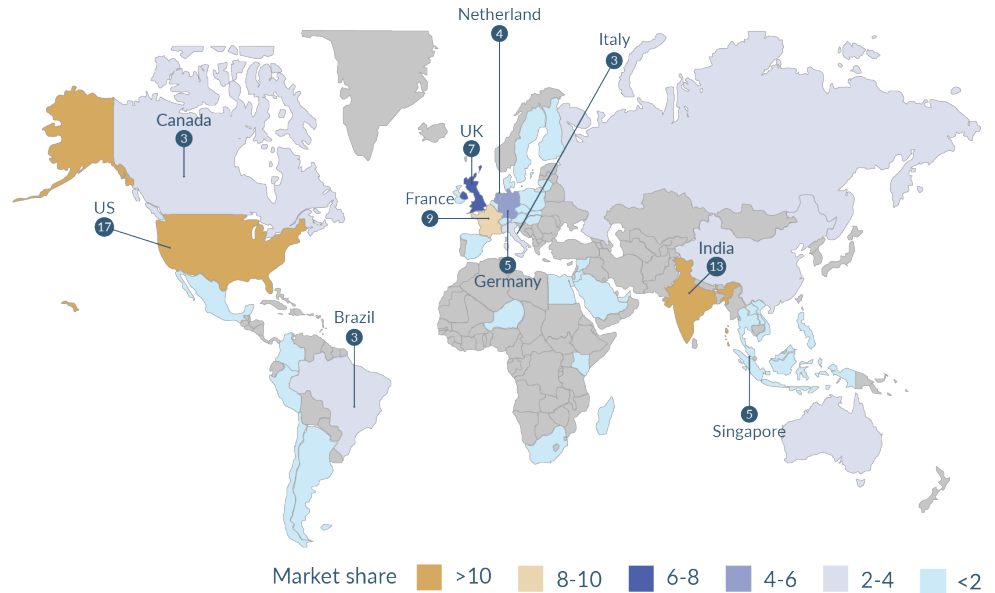 Netherland
4
Italy
3
Canada
3
UK
7
France
9
US
17
India
13
5
Germany
Brazil
3
5
Singapore
Market share
>10
8-10
6-8
4-6
2-4
<2